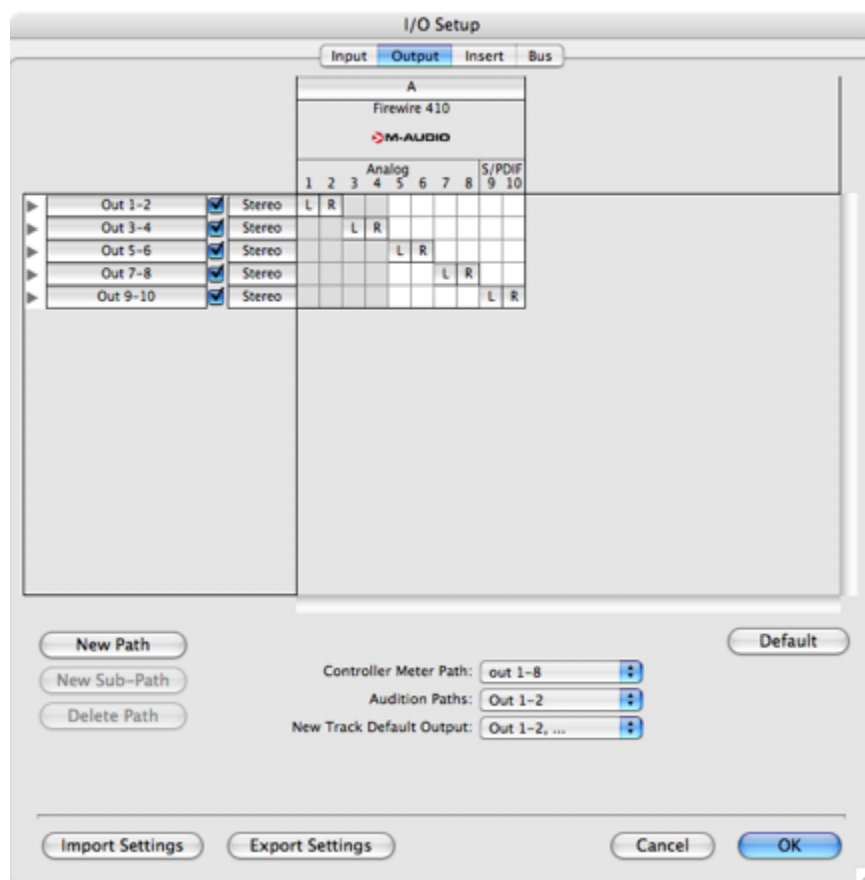 I/O Setup
Input Output Insert Bus
A
Firewire 410
M-AUDIO
Analog S/PDIF
1 2 3 4 5 6 7 8 9 10
Out 1-2 Stereo L R
Out 3-4 Stereo L R
Out 5-6 Stereo L R
Out 7-8 Stereo L R
Out 9-10 Stereo L R
New Path Default
New Sub-Path Controller Meter Path: out 1-8
Delete Path Audition Paths: Out 1-2
New Track Default Output: Out 1-2, ...
Import Settings Export Settings Cancel OK